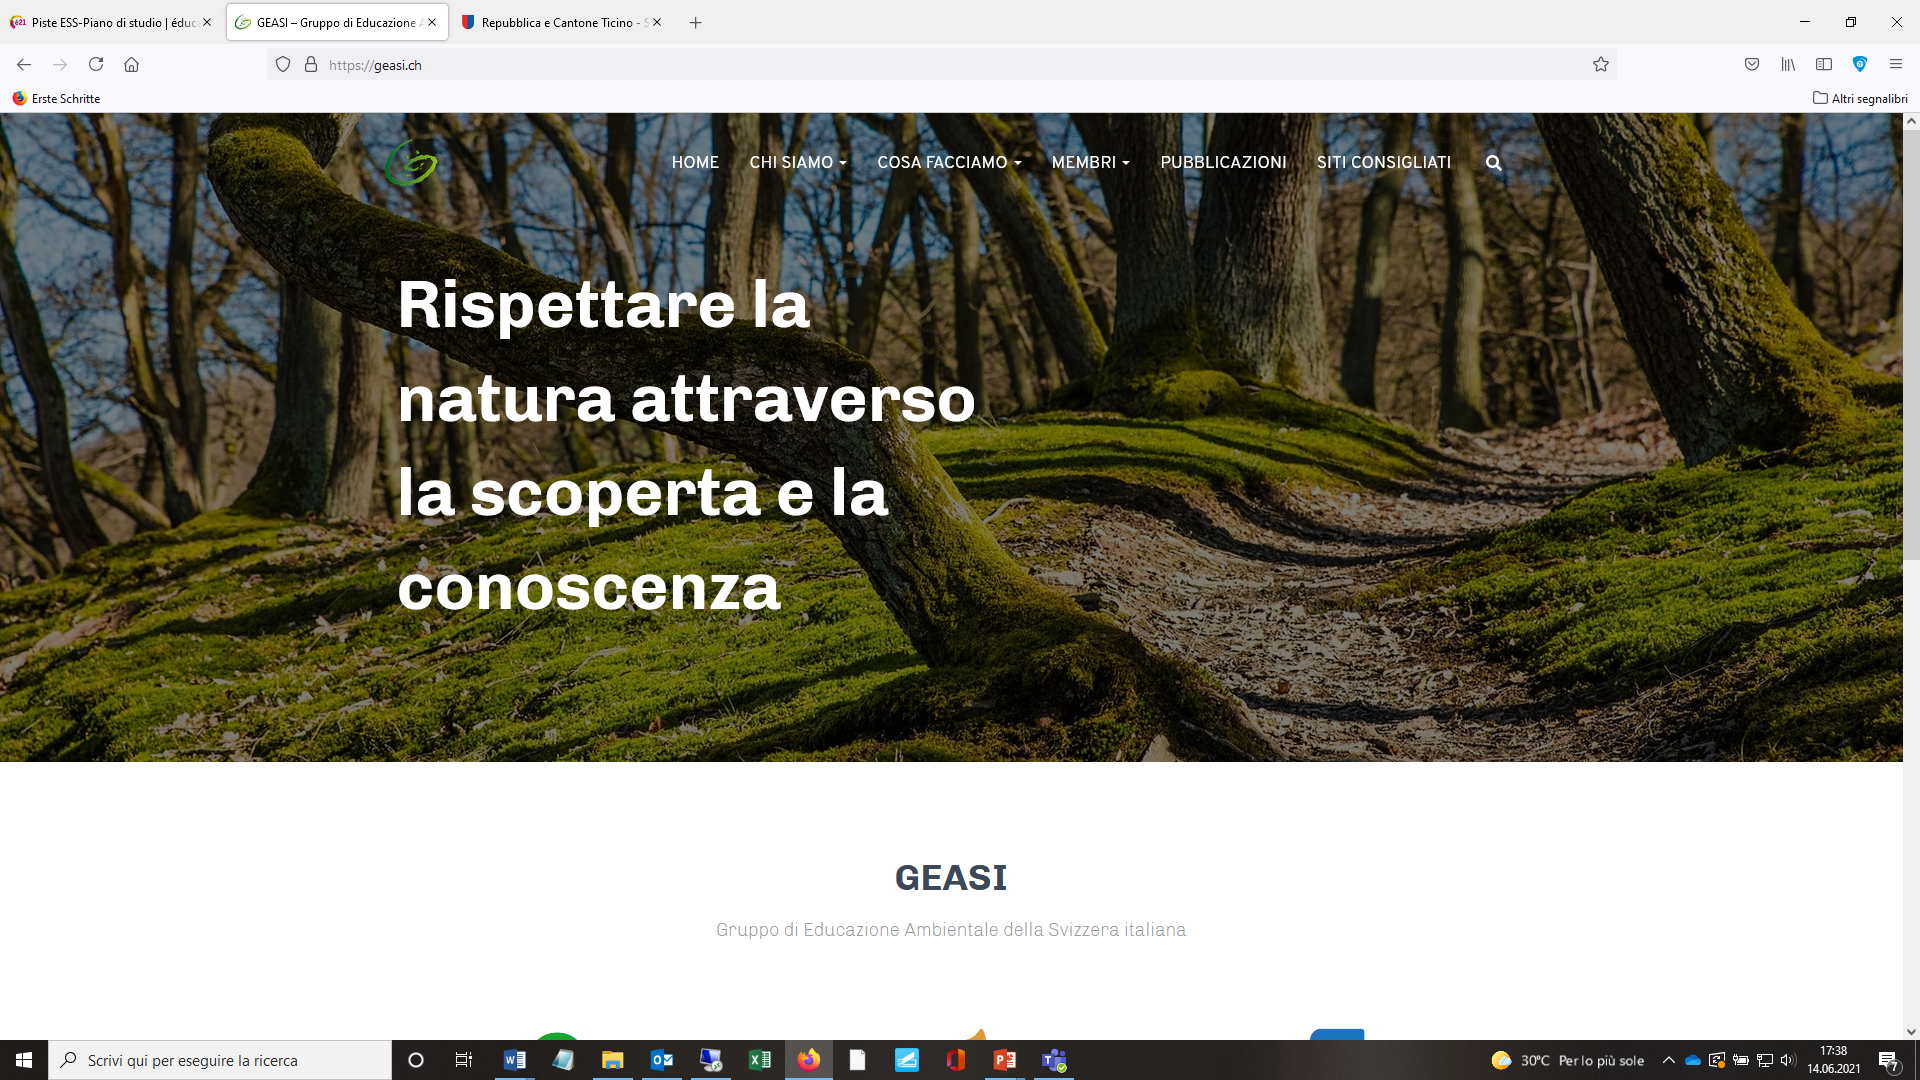 Piste ESS-Piano di studio | éduc
GEASI – Gruppo di Educazione A
Repubblica e Cantone Ticino - S
https://geasi.ch
Erste Schritte
Altri segnalibri
HOME CHI SIAMO COSA FACCIAMO MEMBRI PUBBLICAZIONI SITI CONSIGLIATI
Rispettare la
natura attraverso
la scoperta e la
conoscenza
GEASI
Gruppo di Educazione Ambientale della Svizzera italiana
Scrivi qui per eseguire la ricerca
30°C Per lo più sole
17:38
14.06.2021
7